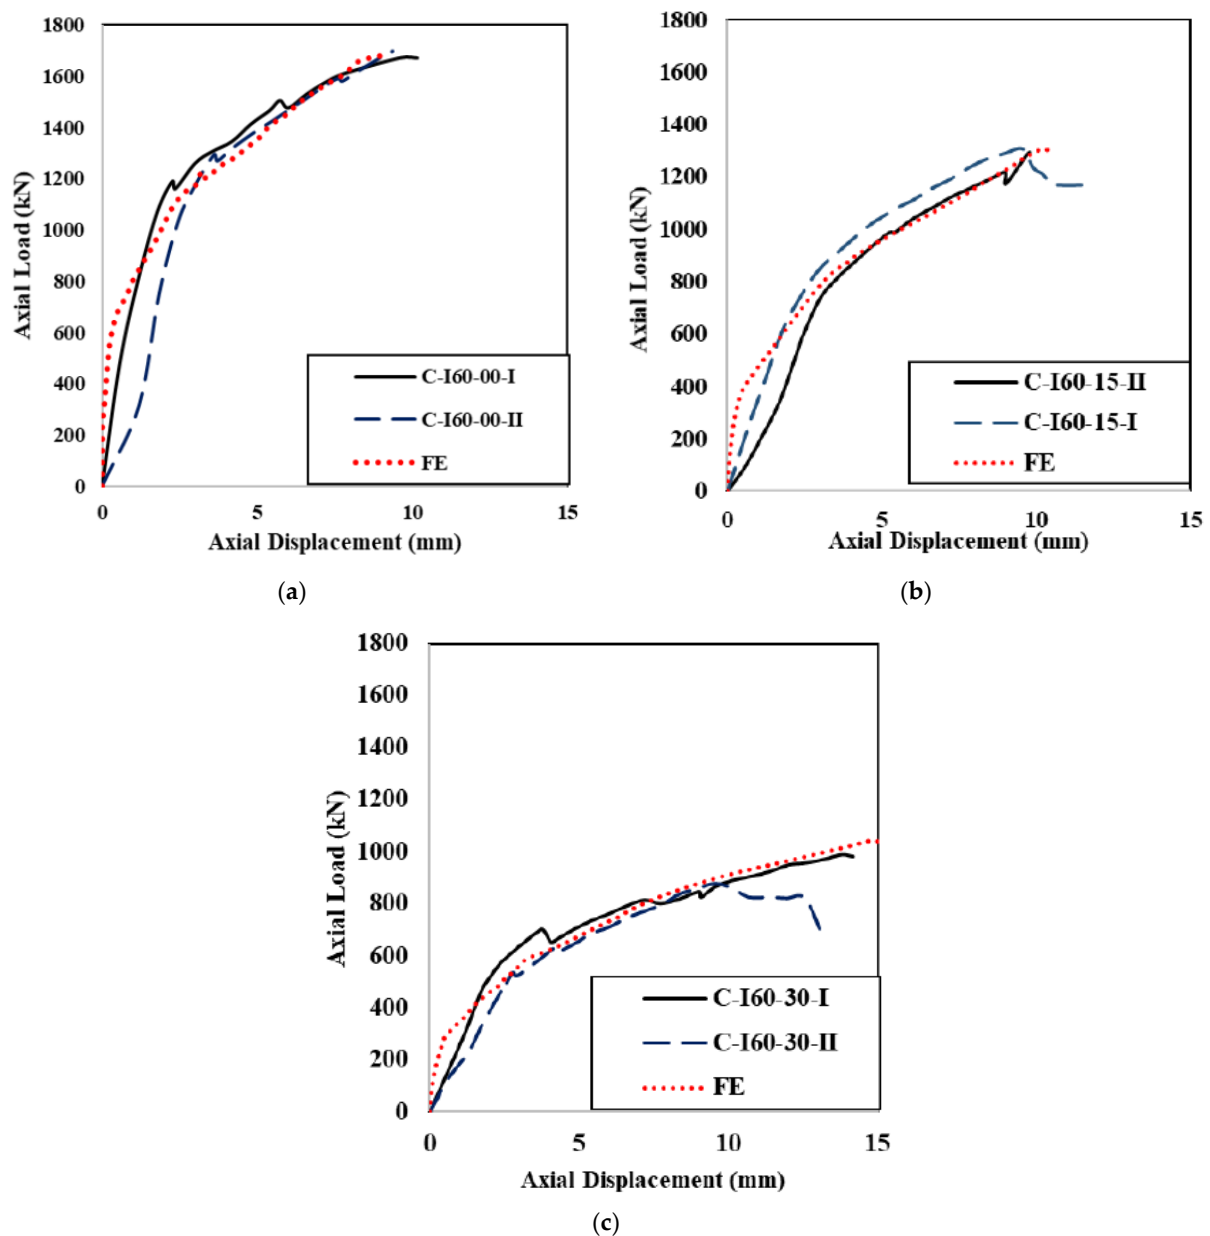 1800
1600
1400
1200
1000
800
600
400
200
0
Axial Load (kN)
C-I60-00-I
C-I60-00-II
FE
0 5 10 15
Axial Displacement (mm)
(a)
1800
1600
1400
1200
1000
800
600
400
200
0
Axial Load (kN)
C-I60-15-II
C-I60-15-I
FE
0 5 10 15
Axial Displacement (mm)
(b)
1800
1600
1400
1200
1000
800
600
400
200
0
Axial Load (kN)
C-I60-30-I
C-I60-30-II
FE
0 5 10 15
Axial Displacement (mm)
(c)